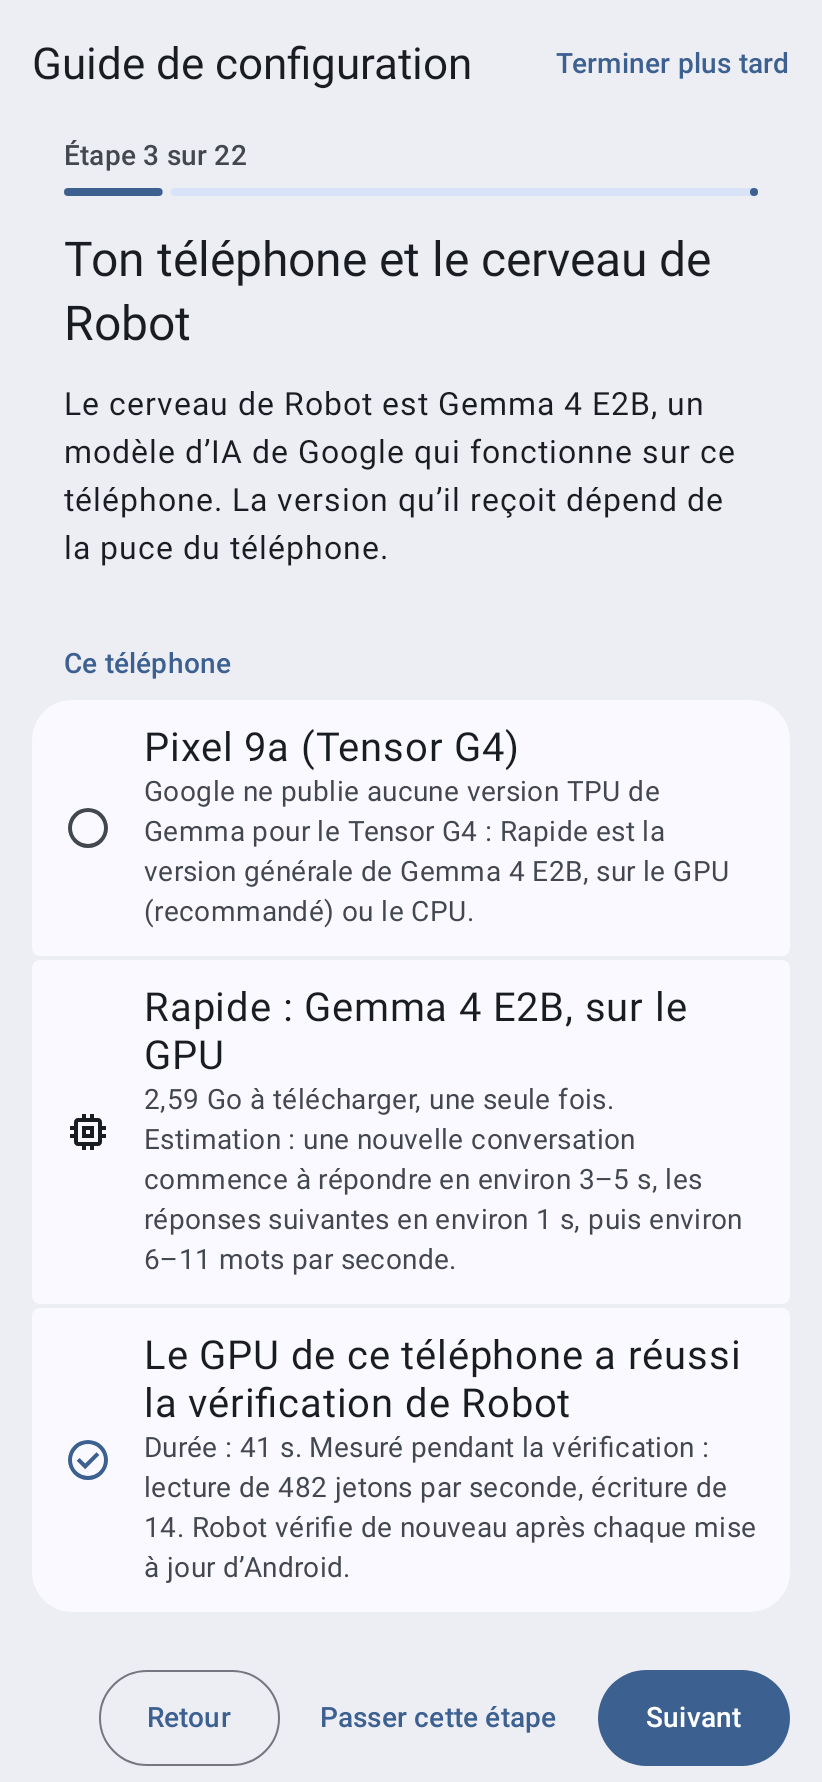 Guide de configuration
Terminer plus tard
Étape 3 sur 22
Ton téléphone et le cerveau de
Robot
Le cerveau de Robot est Gemma 4 E2B, un
modèle d’IA de Google qui fonctionne sur ce
téléphone. La version qu’il reçoit dépend de
la puce du téléphone.
Ce téléphone
Pixel 9a (Tensor G4)
Google ne publie aucune version TPU de
Gemma pour le Tensor G4 : Rapide est la
version générale de Gemma 4 E2B, sur le GPU
(recommandé) ou le CPU.
Rapide : Gemma 4 E2B, sur le
GPU
2,59 Go à télécharger, une seule fois.
Estimation : une nouvelle conversation
commence à répondre en environ 3–5 s, les
réponses suivantes en environ 1 s, puis environ
6–11 mots par seconde.
Le GPU de ce téléphone a réussi
la vérification de Robot
Durée : 41 s. Mesuré pendant la vérification :
lecture de 482 jetons par seconde, écriture de
14. Robot vérifie de nouveau après chaque mise
à jour d’Android.
Retour
Passer cette étape
Suivant